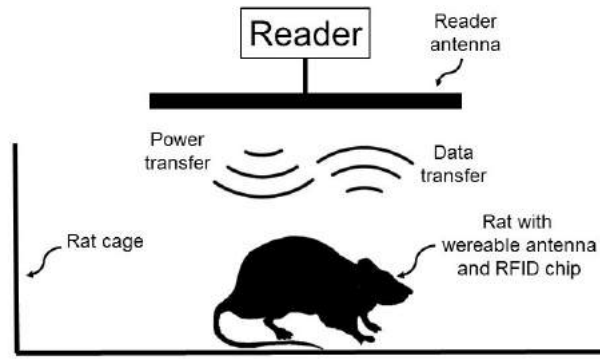 Reader
Reader
antenna
Power
transfer
Data
transfer
Rat cage
Rat with
wereable antenna
and RFID chip